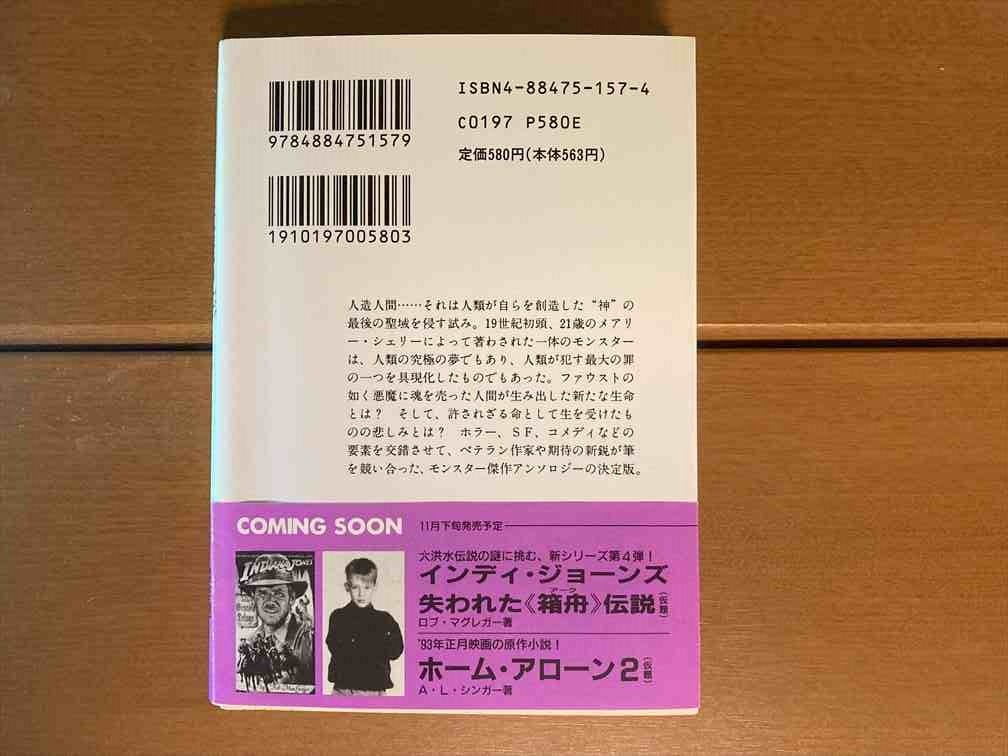 ISBN4-88475-157-4
9784884751579
C0197 P580E
定価580円(本体563円)
1910197005803
人造人間……それは人類が自らを創造した“神”の
最後の聖域を侵す試み。19世紀初頭、21歳のメアリ
ー・シェリーによって著わされた一体のモンスター
は、人類の究極の夢でもあり、人類が犯す最大の罪
の一つを具現化したものでもあった。ファウストの
如く悪魔に魂を売った人間が生み出した新たな生命
とは？　そして、許されざる命として生を受けたも
のの悲しみとは？　ホラー、ＳＦ、コメディなどの
要素を交錯させて、ベテラン作家や期待の新鋭が筆
を競い合った、モンスター傑作アンソロジーの決定版。
COMING SOON 11月下旬発売予定
大洪水伝説の謎に挑む、新シリーズ第4弾！
インディ・ジョーンズ
アーク
失われた《箱舟》伝説(仮題)
ロブ・マグレガー著
INDIANA JONES
'93年正月映画の原作小説！
ホーム・アローン2(仮題)
A・L・シンガー著